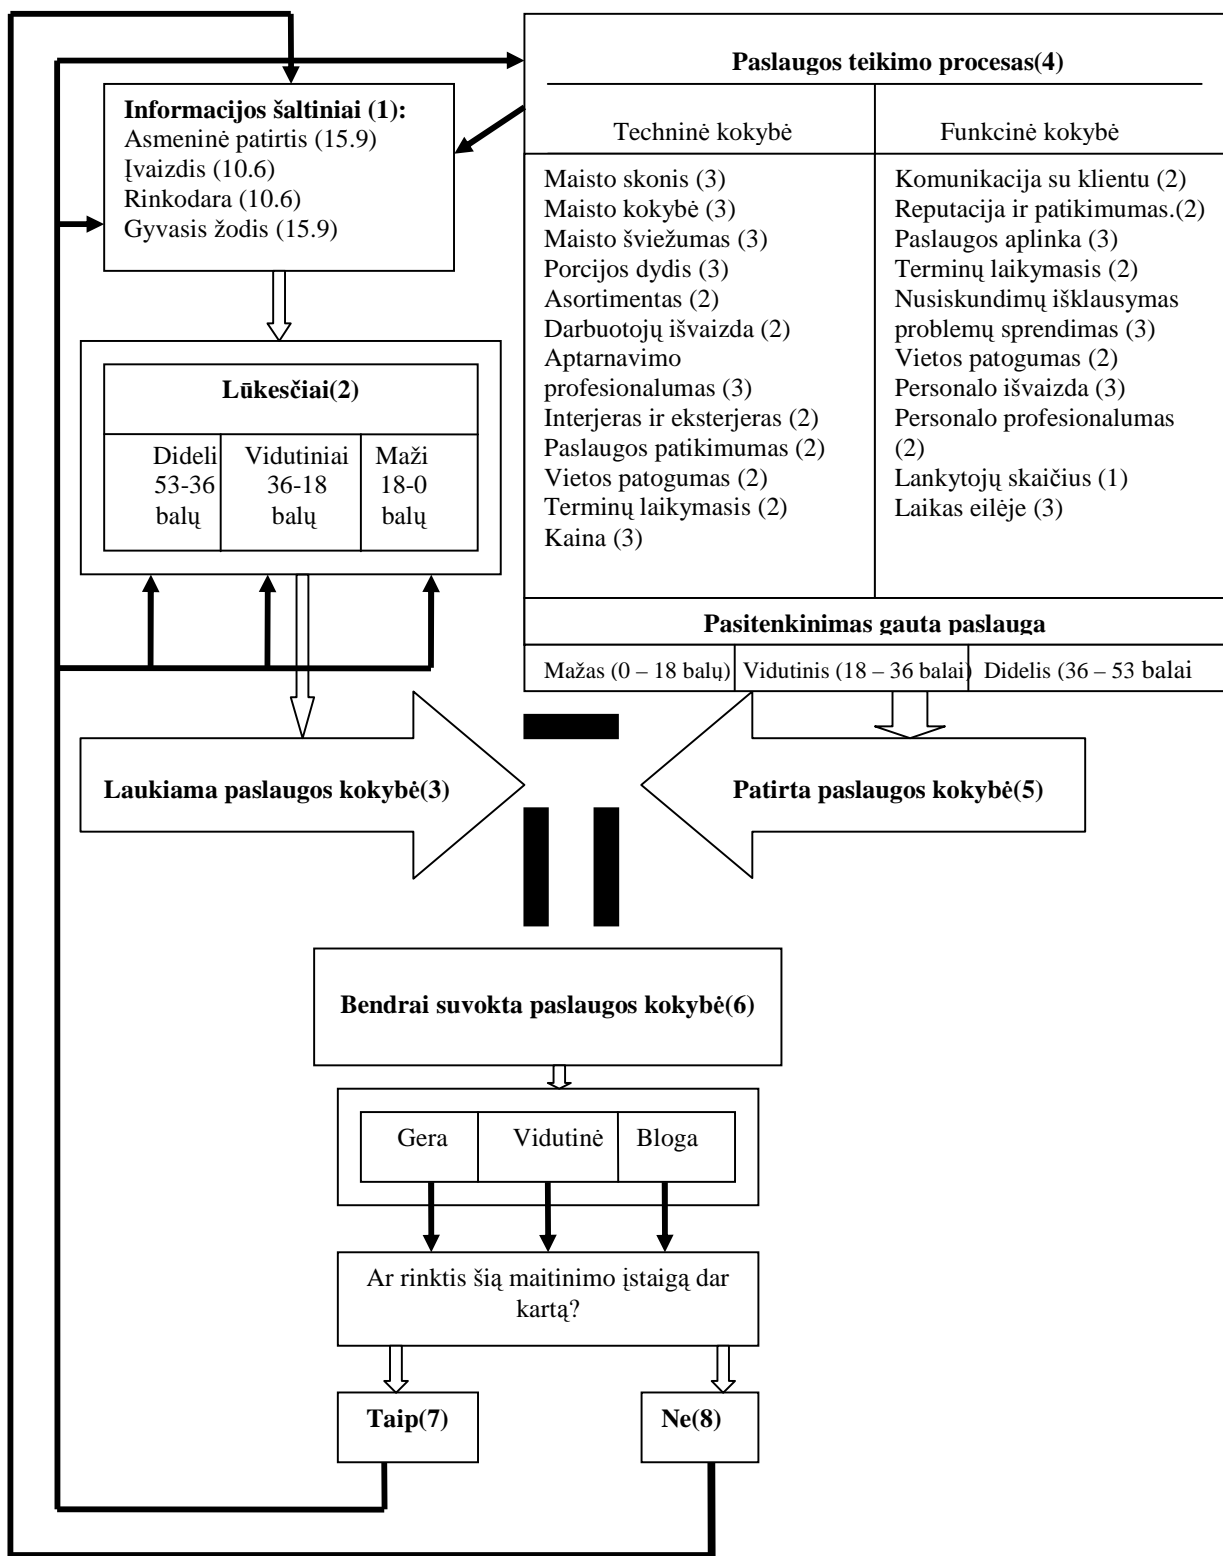 Informacijos šaltiniai (1):
Asmeninė patirtis (15.9)
Įvaizdis (10.6)
Rinkodara (10.6)
Gyvasis žodis (15.9)
Lūkesčiai(2)
Dideli
53-36
balų
Vidutiniai
36-18
balų
Maži
18-0
balų
Paslaugos teikimo procesas(4)
Techninė kokybė
Maisto skonis (3)
Maisto kokybė (3)
Maisto šviežumas (3)
Porcijos dydis (3)
Asortimentas (2)
Darbuotojų išvaizda (2)
Aptarnavimo
profesionalumas (3)
Interjeras ir eksterjeras (2)
Paslaugos patikimumas (2)
Vietos patogumas (2)
Terminų laikymasis (2)
Kaina (3)
Funkcinė kokybė
Komunikacija su klientu (2)
Reputacija ir patikimumas.(2)
Paslaugos aplinka (3)
Terminų laikymasis (2)
Nusiskundimų išklausymas
problemų sprendimas (3)
Vietos patogumas (2)
Personalo išvaizda (3)
Personalo profesionalumas
(2)
Lankytojų skaičius (1)
Laikas eilėje (3)
Pasitenkinimas gauta paslauga
Mažas (0 – 18 balų)
Vidutinis (18 – 36 balai)
Didelis (36 – 53 balai
Laukiama paslaugos kokybė(3)
Patirta paslaugos kokybė(5)
Bendrai suvokta paslaugos kokybė(6)
Gera
Vidutinė
Bloga
Ar rinktis šią maitinimo įstaigą dar
kartą?
Taip(7)
Ne(8)